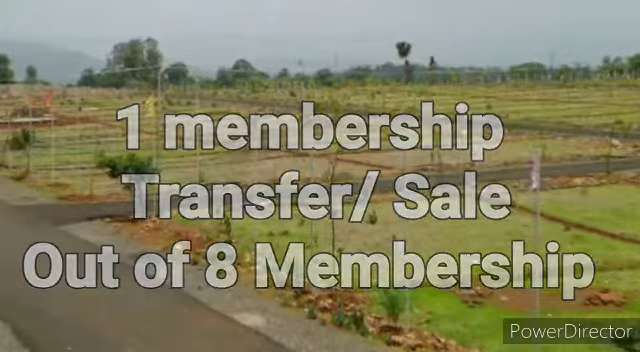 1 membership
Transfer/ Sale
Out of 8 Membership
PowerDirector